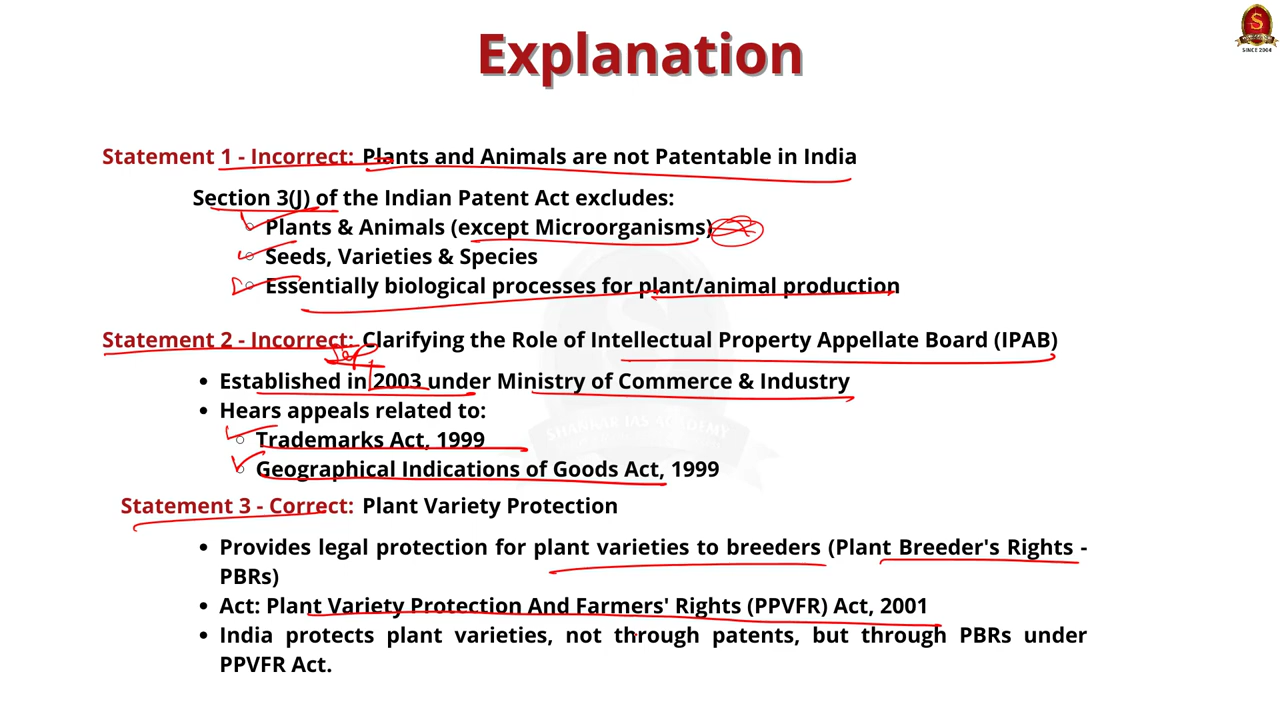 Explanation
SINCE 2004
Statement 1 - Incorrect: Plants and Animals are not Patentable in India
Section 3(J) of the Indian Patent Act excludes:
Plants & Animals (except Microorganisms)
Seeds, Varieties & Species
Essentially biological processes for plant/animal production
Statement 2 - Incorrect: Clarifying the Role of Intellectual Property Appellate Board (IPAB)
Established in 2003 under Ministry of Commerce & Industry
Hears appeals related to:
Trademarks Act, 1999
Geographical Indications of Goods Act, 1999
SHANKAR IAS ACADEMY
Statement 3 - Correct: Plant Variety Protection
Provides legal protection for plant varieties to breeders (Plant Breeder's Rights -
PBRs)
Act: Plant Variety Protection And Farmers' Rights (PPVFR) Act, 2001
India protects plant varieties, not through patents, but through PBRs under
PPVFR Act.